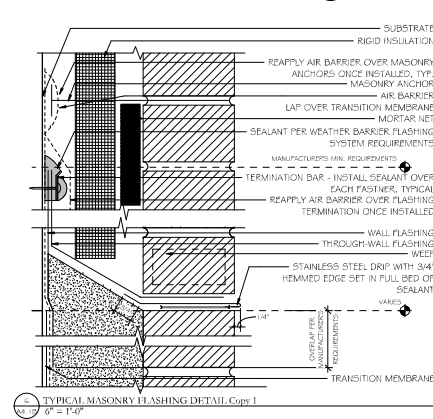 SUBSTRATE
RIGID INSULATION
REAPPLY AIR BARRIER OVER MASONRY
ANCHORS ONCE INSTALLED, TYP.
MASONRY ANCHOR
AIR BARRIER
LAP OVER TRANSITION MEMBRANE
MORTAR NET
SEALANT PER WEATHER BARRIER FLASHING
SYSTEM REQUIREMENTS
MANUFACTURER'S MIN. REQUIREMENTS
TERMINATION BAR - INSTALL SEALANT OVER
EACH FASTNER, TYPICAL
REAPPLY AIR BARRIER OVER FLASHING
TERMINATION ONCE INSTALLED
WALL FLASHING
THROUGH-WALL FLASHING
WEEP
STAINLESS STEEL DRIP WITH 3/4"
HEMMED EDGE SET IN FULL BED OF
SEALANT
VARIES
1/4"
OVERLAP PER
MANUFACTURER'S
REQUIREMENTS
TRANSITION MEMBRANE
TYPICAL MASONRY FLASHING DETAIL Copy 1
6" = 1'-0"